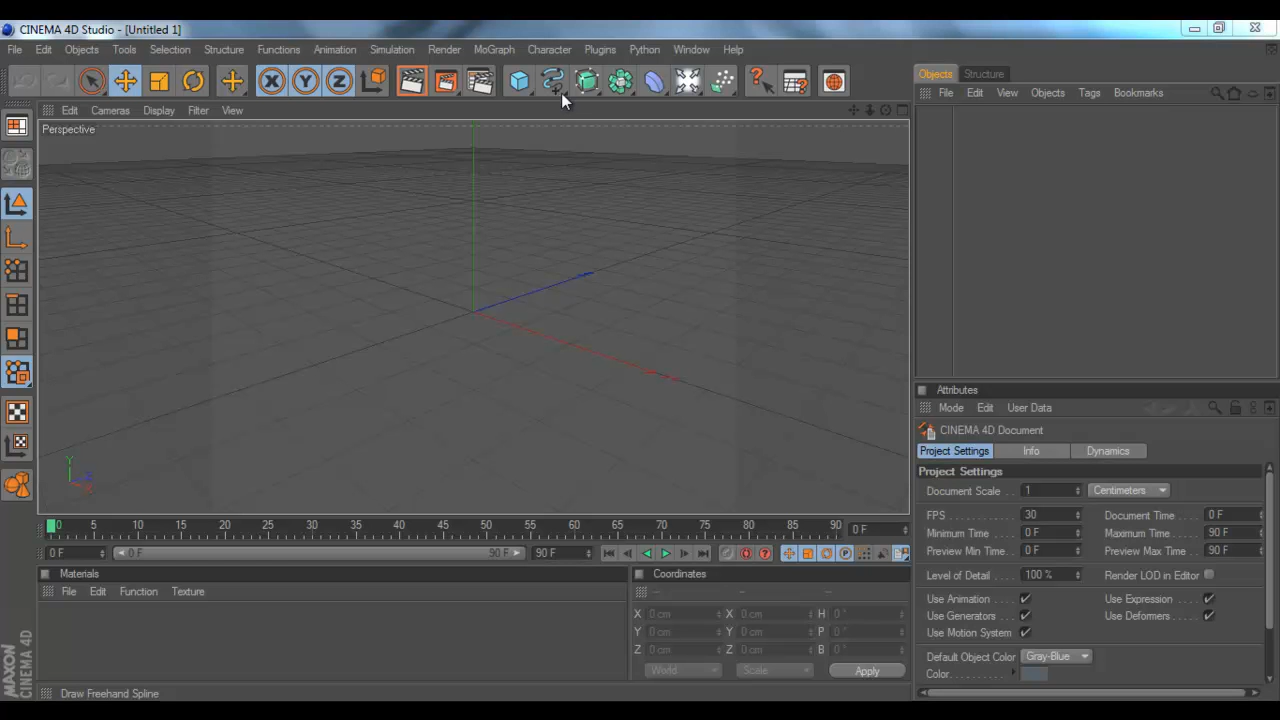 CINEMA 4D Studio - [Untitled 1]
File Edit Objects Tools Selection Structure Functions Animation Simulation Render MoGraph Character Plugins Python Window Help
X Y Z
Objects Structure
File Edit View Objects Tags Bookmarks
Edit Cameras Display Filter View
Perspective
Y
Z
X
Attributes
Mode Edit User Data
CINEMA 4D Document
Project Settings Info Dynamics
Project Settings
Document Scale . . 1 Centimeters
FPS 30 Document Time . . 0 F
Minimum Time 0 F Maximum Time 90 F
Preview Min Time 0 F Preview Max Time 90 F
Level of Detail 100 % Render LOD in Editor
Use Animation Use Expression
Use Generators Use Deformers
Use Motion System
Default Object Color Gray-Blue
Color
0 5 10 15 20 25 30 35 40 45 50 55 60 65 70 75 80 85 90 0 F
0 F 0 F 90 F 90 F
P
Materials
File Edit Function Texture
Coordinates
-- -- --
X 0 cm X 0 cm H 0 °
Y 0 cm Y 0 cm P 0 °
Z 0 cm Z 0 cm B 0 °
World Scale Apply
MAXON
CINEMA 4D
Draw Freehand Spline